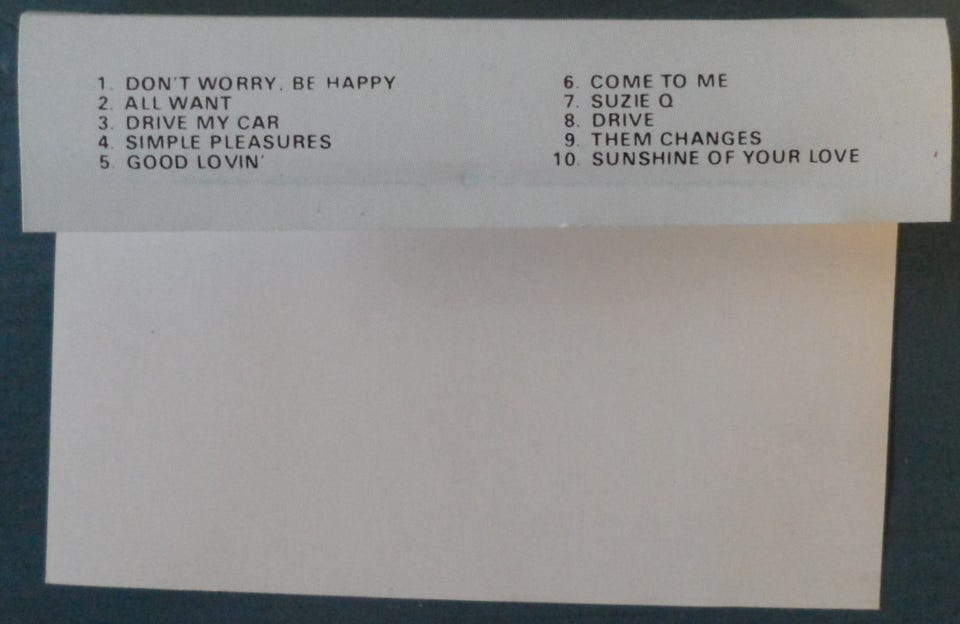 1. DON'T WORRY, BE HAPPY
2. ALL WANT
3. DRIVE MY CAR
4. SIMPLE PLEASURES
5. GOOD LOVIN'
6. COME TO ME
7. SUZIE Q
8. DRIVE
9. THEM CHANGES
10. SUNSHINE OF YOUR LOVE